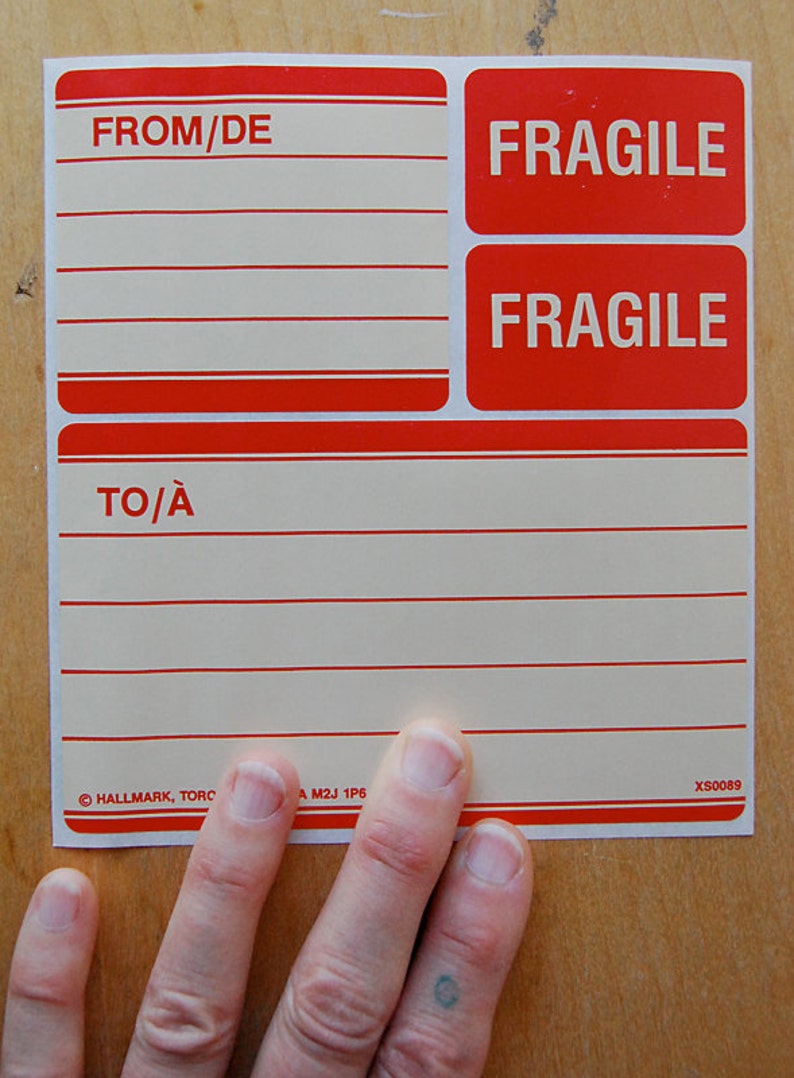 FROM/DE
FRAGILE
FRAGILE
TO/À
© HALLMARK, M2J 1P6
XS0089